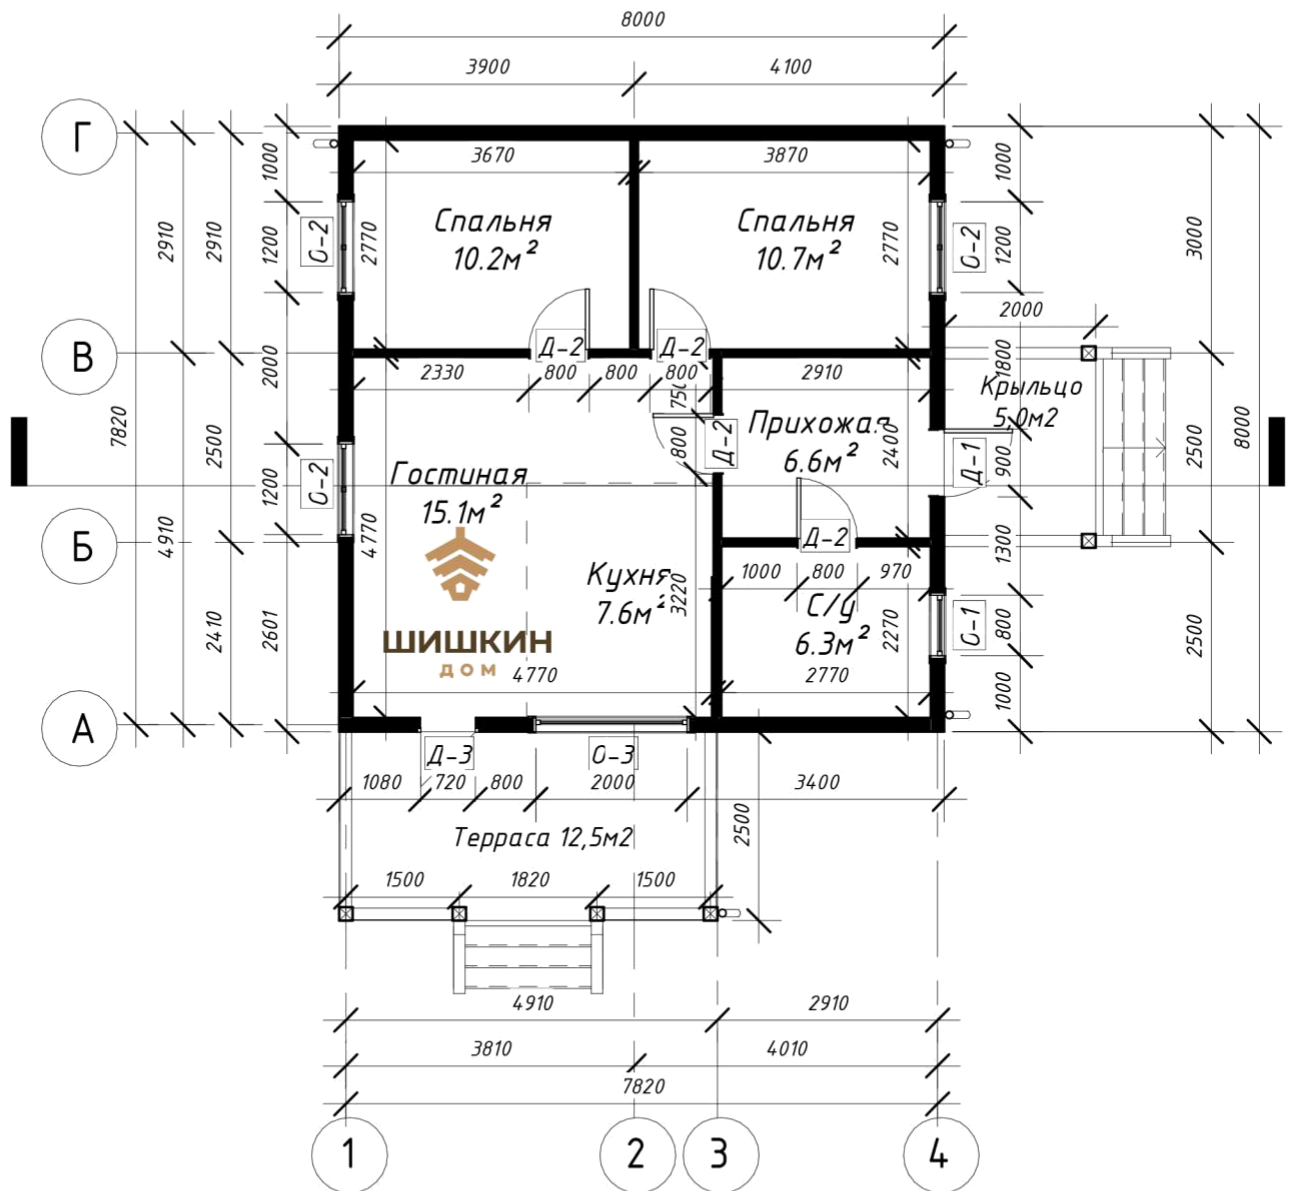 8000
3900
4100
Г
1000
2910
2910
1200
О-2
2770
3670
3870
Спальня
10.2м²
Спальня
10.7м²
2770
О-2
1000
1200
3000
2000
В
2000
Д-2
Д-2
2330
800
800
800
2910
750
1800
Крыльцо
5,0м2
7820
2500
1200
О-2
Гостиная
15.1м²
800
Д-2
Прихожая
6.6м²
2400
Д-1
900
2500
8000
Б
4910
4770
Д-2
1300
Кухня
7.6м²
3220
1000
800
970
С/у
6.3м²
2270
О-1
800
2500
2410
2601
ШИШКИН
ДОМ
4770
2770
1000
А
Д-3
О-3
1080
720
800
2000
3400
2500
Терраса 12,5м2
1500
1820
1500
4910
2910
3810
4010
7820
1
2
3
4